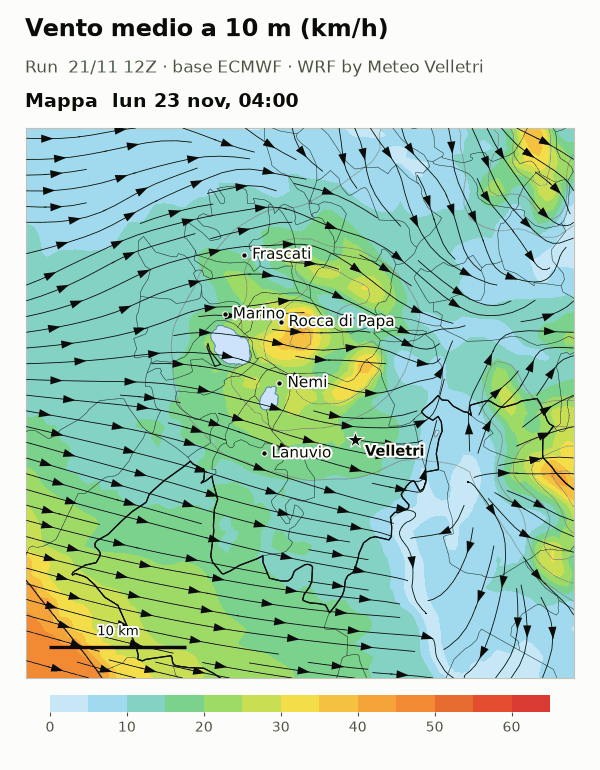 Vento medio a 10 m (km/h)
Run  21/11 12Z · base ECMWF · WRF by Meteo Velletri
Mappa  lun 23 nov, 04:00
Frascati
Marino
Rocca di Papa
Nemi
Velletri
Lanuvio
10 km
0 10 20 30 40 50 60